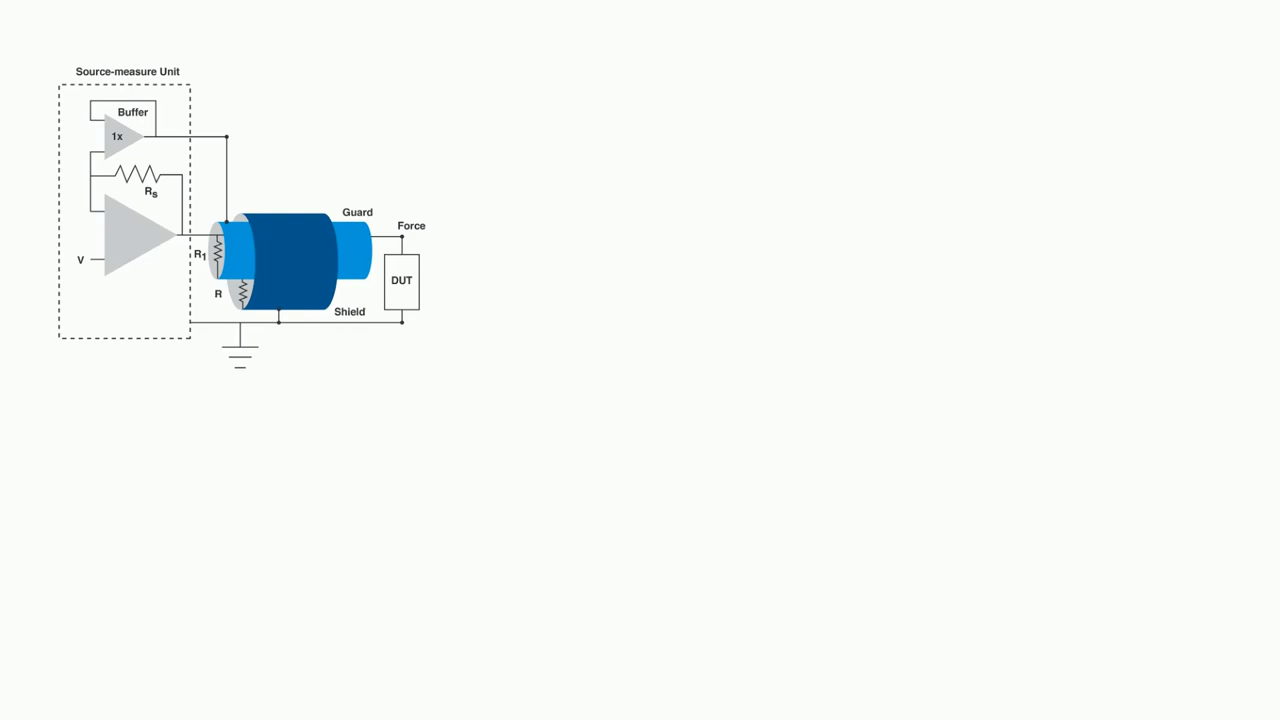 Source-measure Unit
Buffer
1x
Rs
Guard
Force
R1
V
DUT
R
Shield